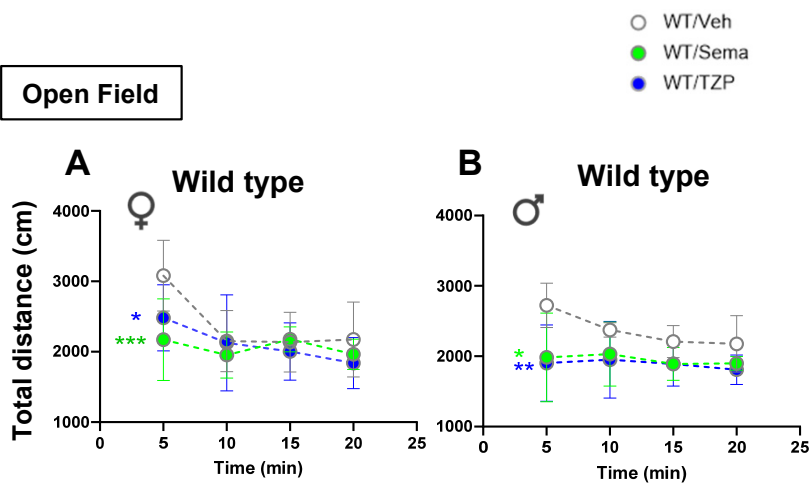 WT/Veh
WT/Sema
WT/TZP
Open Field
A
Wild type
Total distance (cm)
4000
3000
2000
1000
*
***
0
5
10
15
20
25
Time (min)
B
Wild type
4000
3000
2000
1000
*
**
0
5
10
15
20
25
Time (min)